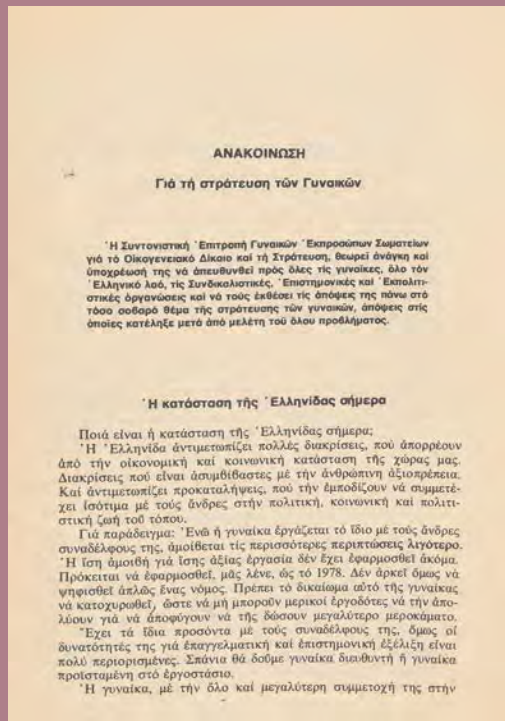 ΑΝΑΚΟΙΝΩΣΗ
Γιά τή στράτευση τῶν Γυναικῶν
Ἡ Συντονιστική Ἐπιτροπή Γυναικῶν Ἐκπροσώπων Σωματείων
γιά τό Οἰκογενειακό Δίκαιο καί τή Στράτευση, θεωρεῖ ἀνάγκη καί
ὑποχρέωσή της νά ἀπευθυνθεῖ πρός ὅλες τίς γυναῖκες, ὅλο τόν
Ἑλληνικό λαό, τίς Συνδικαλιστικές, Ἐπιστημονικές καί Ἐκπολιτι-
στικές ὀργανώσεις καί νά τούς ἐκθέσει τίς ἀπόψεις της πάνω στό
τόσο σοβαρό θέμα τῆς στράτευσης τῶν γυναικῶν, ἀπόψεις στίς
ὁποῖες κατέληξε μετά ἀπό μελέτη τοῦ ὅλου προβλήματος.
Ἡ κατάσταση τῆς Ἑλληνίδας σήμερα
Ποιά εἶναι ἡ κατάσταση τῆς Ἑλληνίδας σήμερα;
Ἡ Ἑλληνίδα ἀντιμετωπίζει πολλές διακρίσεις, πού ἀπορρέουν
ἀπό τήν οἰκονομική καί κοινωνική κατάσταση τῆς χώρας μας.
Διακρίσεις πού εἶναι ἀσυμβίβαστες μέ τήν ἀνθρώπινη ἀξιοπρέπεια.
Καί ἀντιμετωπίζει προκαταλήψεις, πού τήν ἐμποδίζουν νά συμμετέ-
χει ἰσότιμα μέ τούς ἄνδρες στήν πολιτική, κοινωνική καί πολιτι-
στική ζωή τοῦ τόπου.
Γιά παράδειγμα: Ἐνῶ ἡ γυναίκα ἐργάζεται τό ἴδιο μέ τούς ἄνδρες
συναδέλφους της, ἀμοίβεται τίς περισσότερες περιπτώσεις λιγότερο.
Ἡ ἴση ἀμοιβή γιά ἴσης ἀξίας ἐργασία δέν ἔχει ἐφαρμοσθεῖ ἀκόμα.
Πρόκειται νά ἐφαρμοσθεῖ, μᾶς λένε, ὡς τό 1978. Δέν ἀρκεῖ ὅμως νά
ψηφισθεῖ ἁπλῶς ἕνας νόμος. Πρέπει τό δικαίωμα αὐτό τῆς γυναίκας
νά κατοχυρωθεῖ, ὥστε νά μή μποροῦν μερικοί ἐργοδότες νά τήν ἀπο-
λύουν γιά νά ἀποφύγουν νά τῆς δώσουν μεγαλύτερο μεροκάματο.
Ἔχει τά ἴδια προσόντα μέ τούς συναδέλφους της, ὅμως οἱ
δυνατότητές της γιά ἐπαγγελματική καί ἐπιστημονική ἐξέλιξη εἶναι
πολύ περιορισμένες. Σπάνια θά δοῦμε γυναίκα διευθυντή ἤ γυναίκα
προϊσταμένη στό ἐργοστάσιο.
Ἡ γυναίκα, μέ τήν ὅλο καί μεγαλύτερη συμμετοχή της στήν